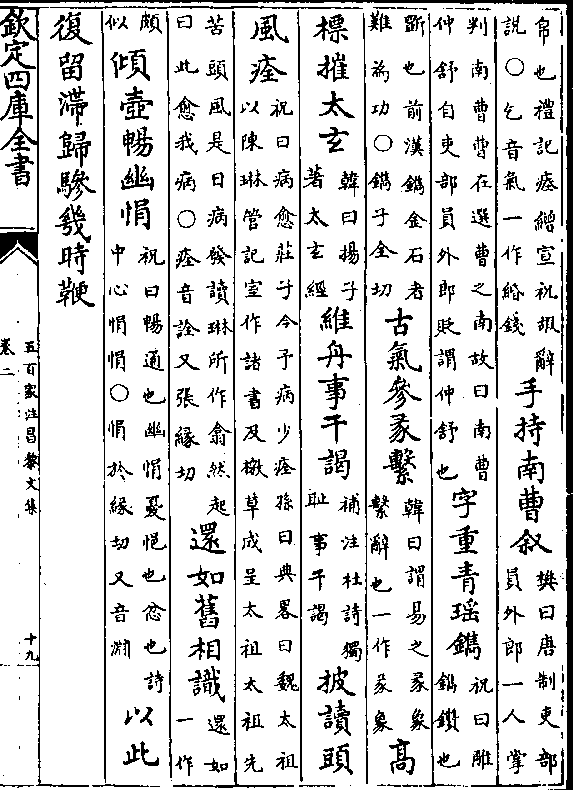 帛也禮記瘞繒宣祝嘏辭
說○乞音氣一作給錢
手持南曹叙
樊曰唐制吏部
員外郎一人掌
判南曹曹在選曹之南故曰南曹
仲舒自吏部員外郎貶謂仲舒也
字重青瑶鐫
祝曰雕
鐫鑽也
斵也前漢鐫金石者
難為功○鐫子全切
古氣參彖繫
韓曰謂易之彖象
繫辭也一作彖象
高
標摧太玄
韓曰揚子
著太玄經
維舟事干謁
補注杜詩獨
恥事干謁
披讀頭
風痊
祝曰病愈莊子今予病少痊孫曰典畧曰魏太祖
以陳琳管記室作諸書及檄草成呈太祖太祖先
苦頭風是日病發讀琳所作翕然起
曰此愈我病○痊音詮又張緣切
還如舊相識
還如
一作
頗
似
傾壺暢幽悁
祝曰暢通也幽悁憂悒也忿也詩
中心悁悁○悁於緣切又音淵
以此
復留滯歸驂幾時鞭
欽定四庫全書
五百家注昌黎文集
卷二
十九